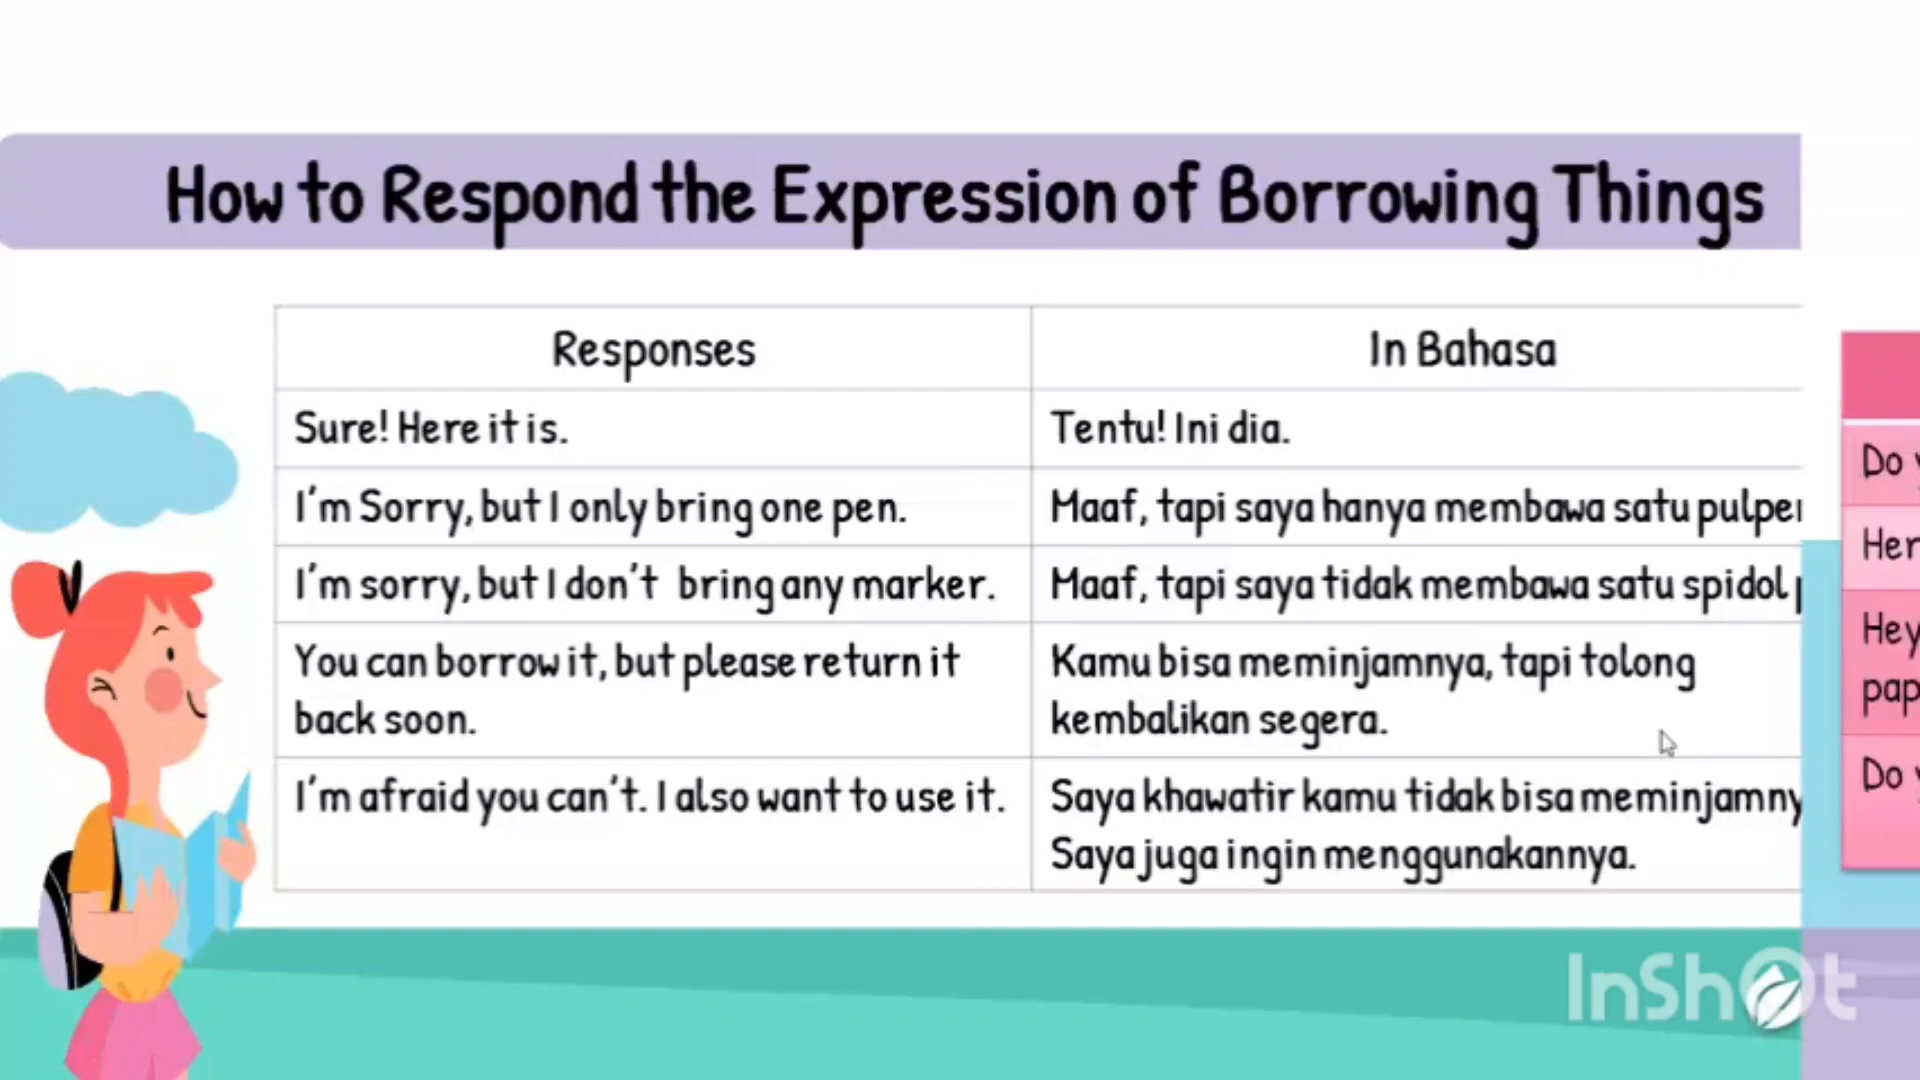 How to Respond the Expression of Borrowing Things
Responses
In Bahasa
Sure! Here it is.
Tentu! Ini dia.
I'm Sorry, but I only bring one pen.
Maaf, tapi saya hanya membawa satu
I'm sorry, but I don't bring any marker.
Maaf, tapi saya tidak membawa satu spidol
You can borrow it, but please return it
back soon.
Kamu bisa meminjamnya, tapi tolong
kembalikan segera.
I'm afraid you can't. I also want to use it.
Saya khawatir kamu tidak bisa
Saya juga ingin menggunakannya.
Do
Hey
Do
InShOt